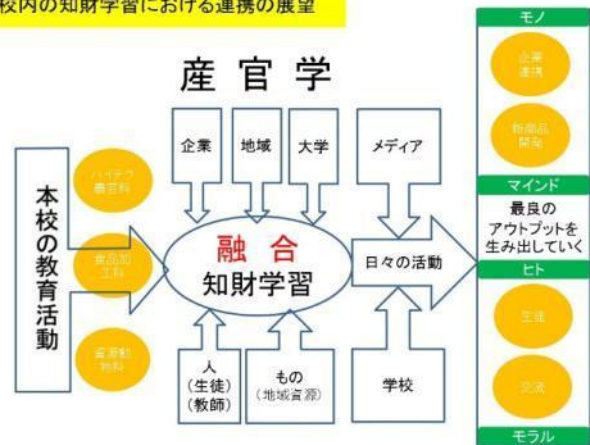 校内の知財学習における連携の展望
産官学
企業
地域
大学
メディア
本校の教育活動
ハイテク
農芸科
食品加
工科
資源動
物科
融合
知財学習
日々の活動
人
(生徒)
(教師)
もの
(地域資源)
学校
モノ
企業
連携
新商品
開発
マインド
最良の
アウトプットを
生み出していく
ヒト
生徒
交流
モラル